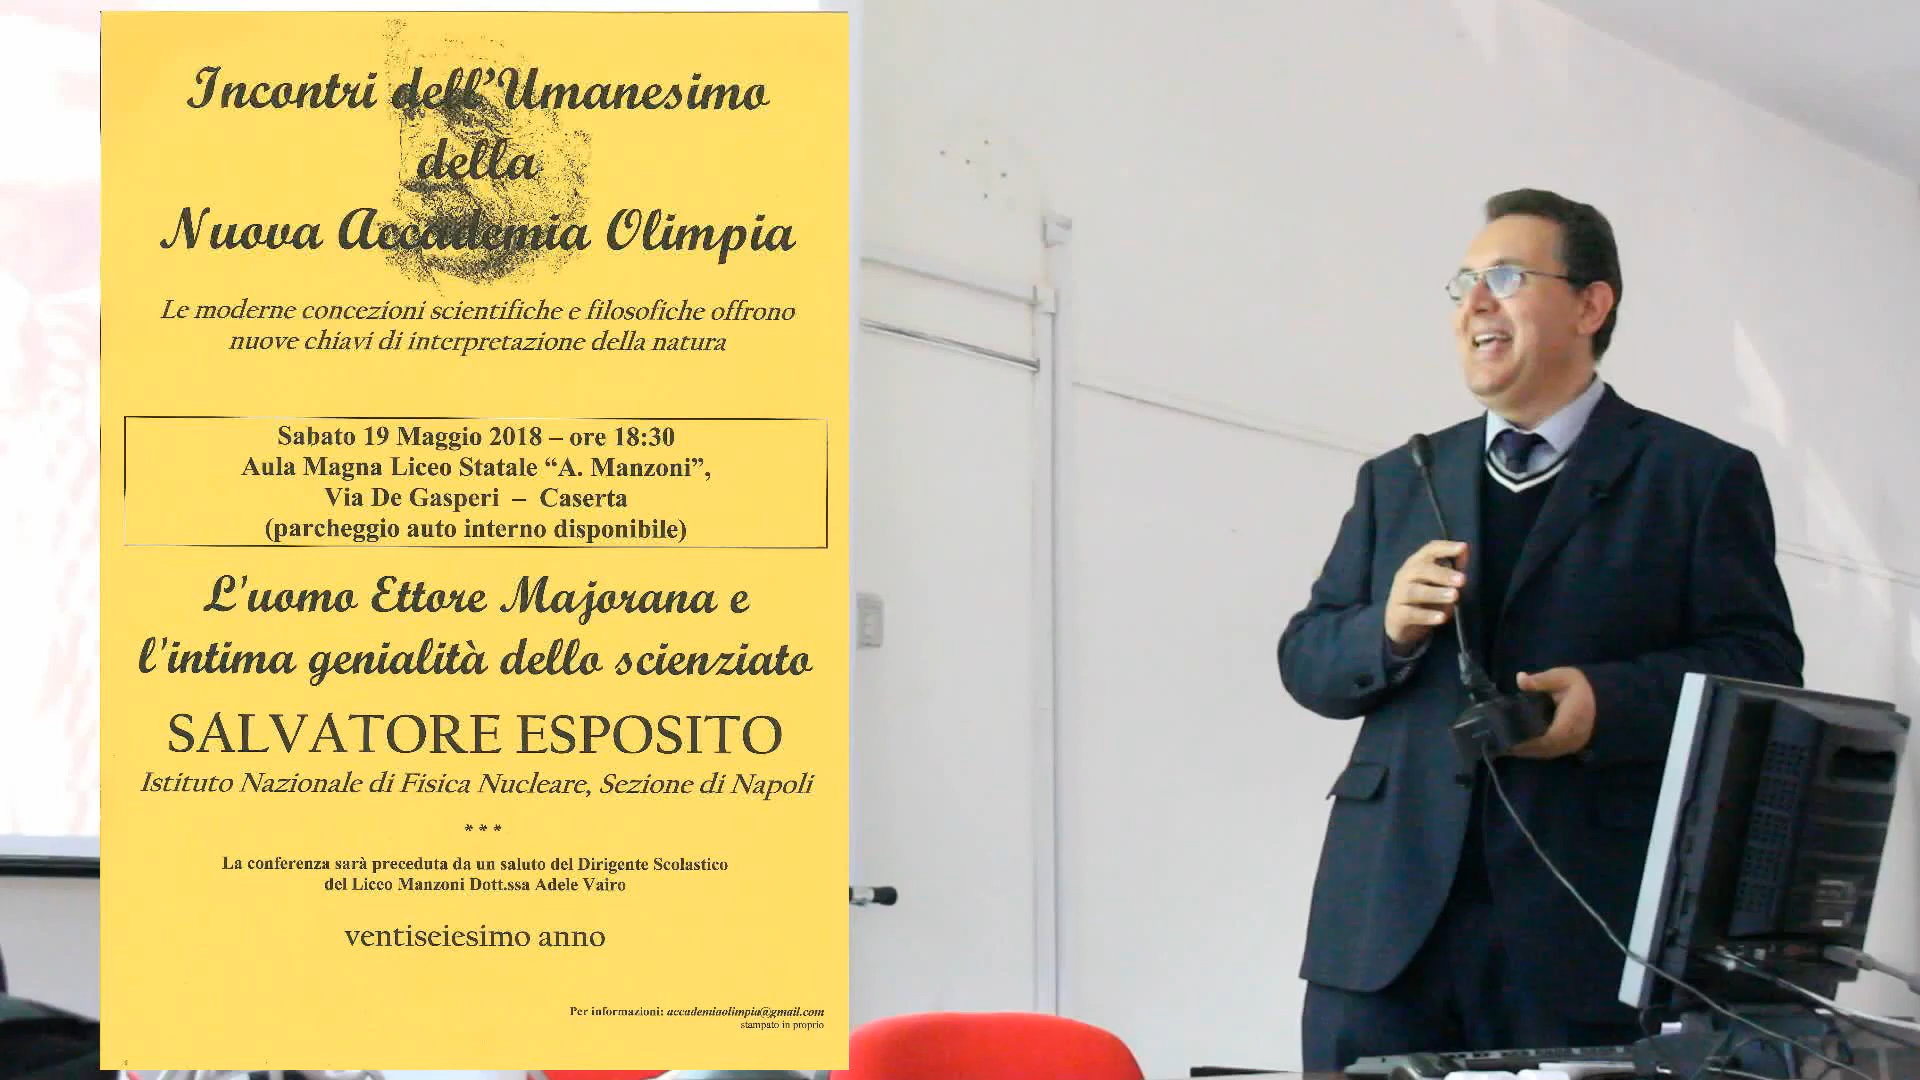 Incontri dell'Umanesimo
della
Nuova Accademia Olimpia
Le moderne concezioni scientifiche e filosofiche offrono
nuove chiavi di interpretazione della natura
Sabato 19 Maggio 2018 – ore 18:30
Aula Magna Liceo Statale “A. Manzoni”,
Via De Gasperi – Caserta
(parcheggio auto interno disponibile)
L'uomo Ettore Majorana e
l'intima genialità dello scienziato
SALVATORE ESPOSITO
Istituto Nazionale di Fisica Nucleare, Sezione di Napoli
* * *
La conferenza sarà preceduta da un saluto del Dirigente Scolastico
del Liceo Manzoni Dott.ssa Adele Vairo
ventiseiesimo anno
Per informazioni: accademiaolimpia@gmail.com
stampato in proprio